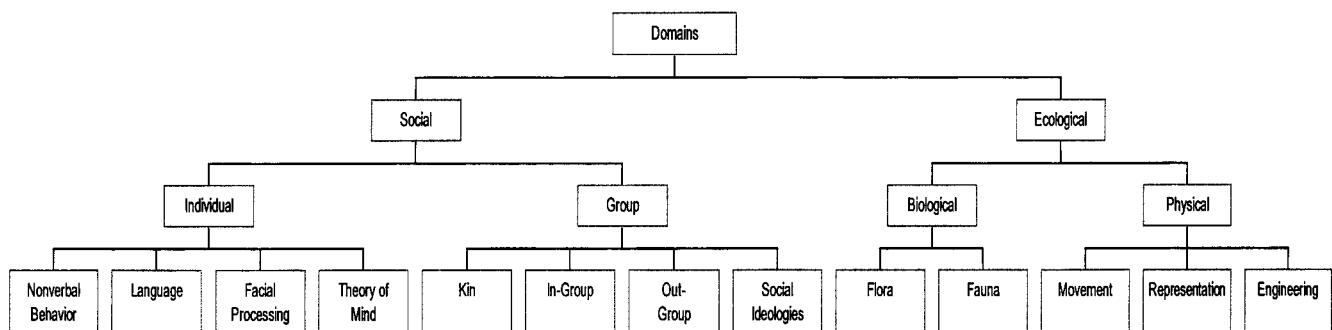 Domains
Social
Ecological
Individual
Group
Biological
Physical
Nonverbal
Behavior
Language
Facial
Processing
Theory of
Mind
Kin
In-Group
Out-
Group
Social
Ideologies
Flora
Fauna
Movement
Representation
Engineering